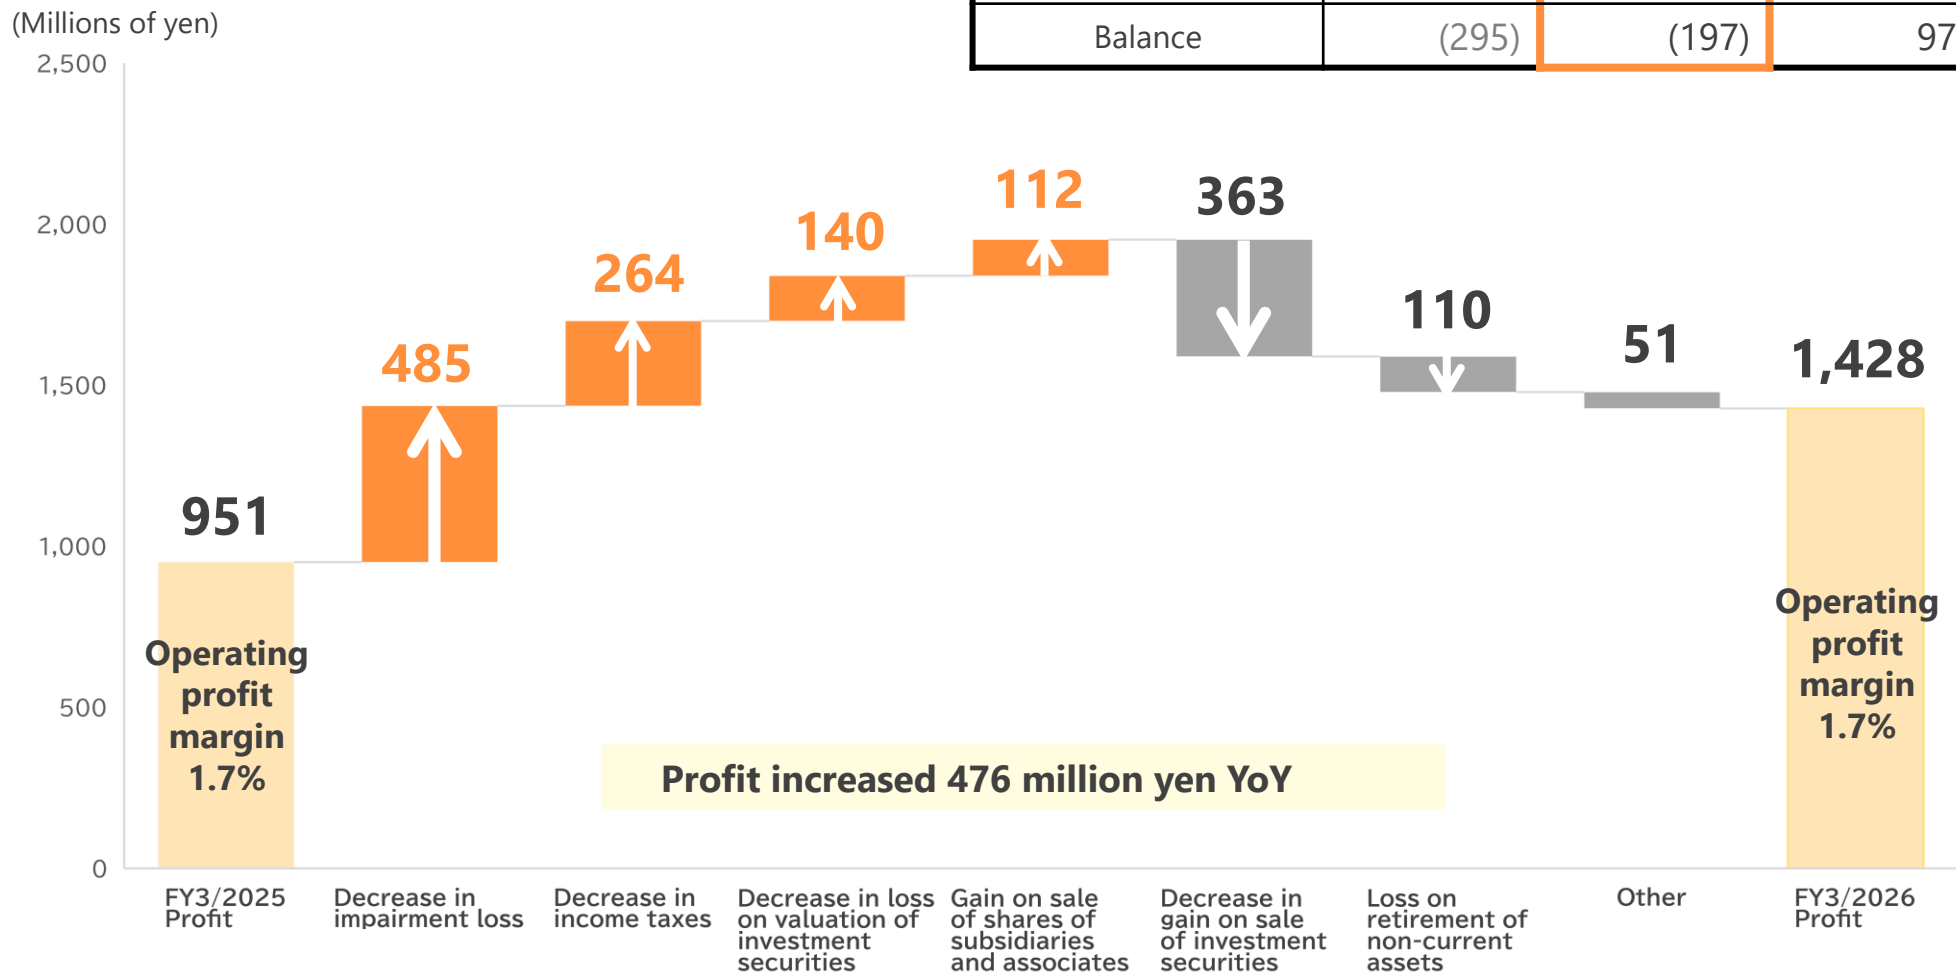 (Millions of yen)
Balance (295) (197) 97
2,500
2,000
1,500
1,000
500
0
951
485
264
140
112
363
110
51
1,428
Operating
profit
margin
1.7%
Operating
profit
margin
1.7%
Profit increased 476 million yen YoY
FY3/2025
Profit
Decrease in
impairment loss
Decrease in
income taxes
Decrease in loss
on valuation of
investment
securities
Gain on sale
of shares of
subsidiaries
and associates
Decrease in
gain on sale
of investment
securities
Loss on
retirement of
non-current
assets
Other
FY3/2026
Profit